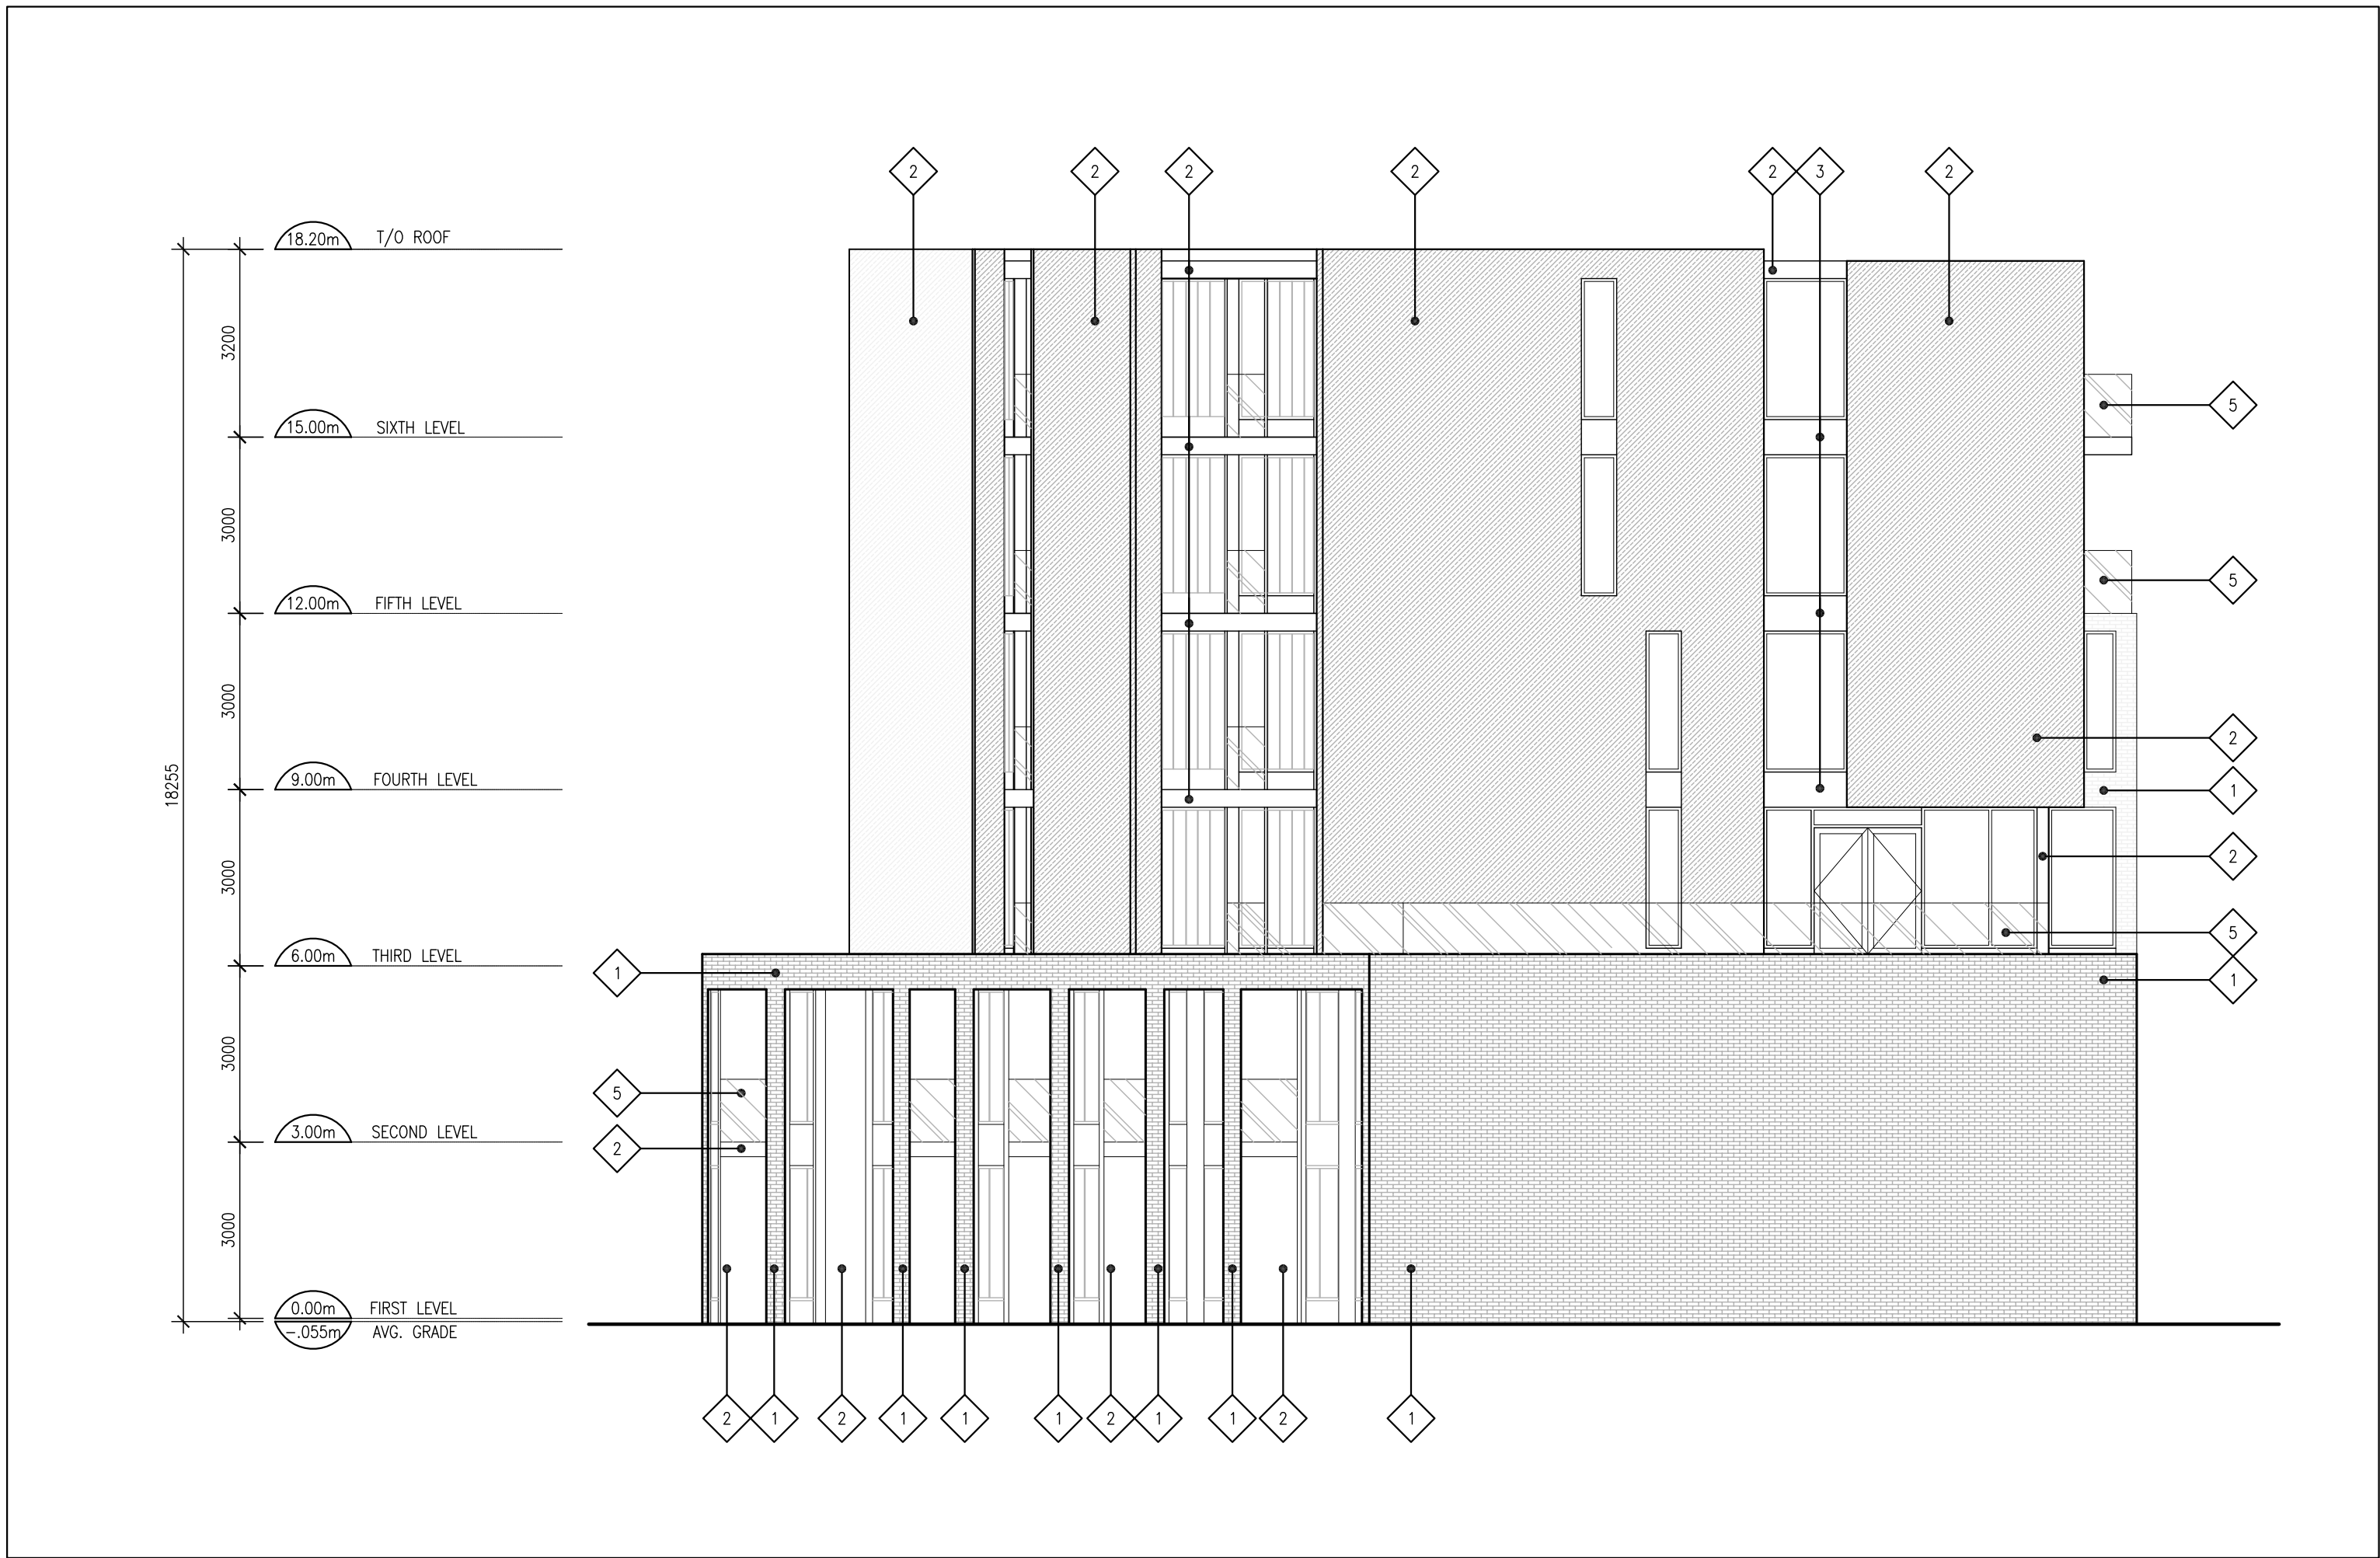 2 2 2 2 2 3 2
18.20m T/O ROOF
3200
5
15.00m SIXTH LEVEL
3000
5
12.00m FIFTH LEVEL
3000
2
18255
9.00m FOURTH LEVEL
1
2
3000
5
6.00m THIRD LEVEL
1
1
3000
5
3.00m SECOND LEVEL
2
3000
0.00m FIRST LEVEL
-.055m AVG. GRADE
2 1 2 1 1 1 2 1 1 2 1